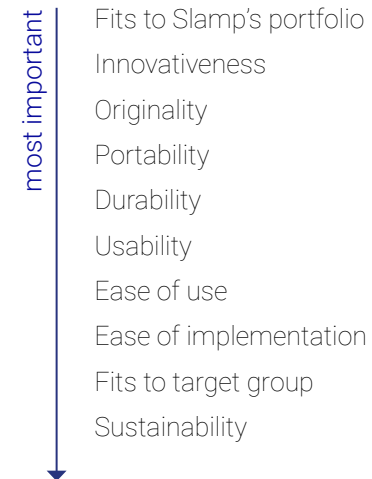 most important
Fits to Slamp's portfolio
Innovativeness
Originality
Portability
Durability
Usability
Ease of use
Ease of implementation
Fits to target group
Sustainability